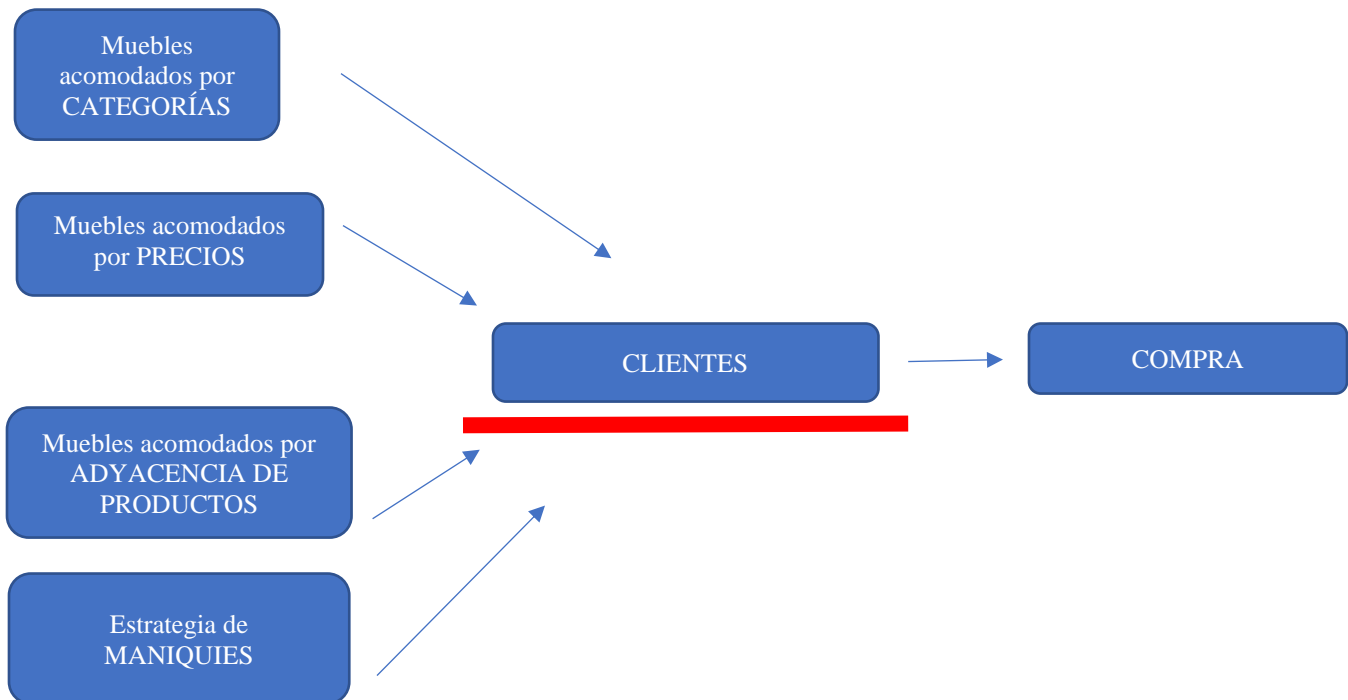 Muebles
acomodados por
CATEGORÍAS
Muebles acomodados
por PRECIOS
CLIENTES
COMPRA
Muebles acomodados por
ADYACENCIA DE
PRODUCTOS
Estrategia de
MANIQUIES